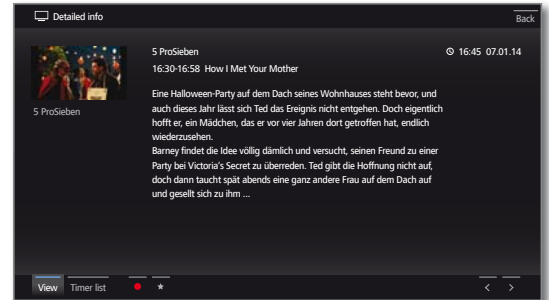 Detailed info
Back
5 ProSieben
16:45 07.01.14
16:30-16:58 How I Met Your Mother
5 ProSieben
Eine Halloween-Party auf dem Dach seines Wohnhauses steht bevor, und
auch dieses Jahr lässt sich Ted das Ereignis nicht entgehen. Doch eigentlich
hofft er, ein Mädchen, das er vor vier Jahren dort getroffen hat, endlich
wiederzusehen.
Barney findet die Idee völlig dämlich und versucht, seinen Freund zu einer
Party bei Victoria's Secret zu überreden. Ted gibt die Hoffnung nicht auf,
doch dann taucht spät abends eine ganz andere Frau auf dem Dach auf
und gesellt sich zu ihm ...
View
Timer list